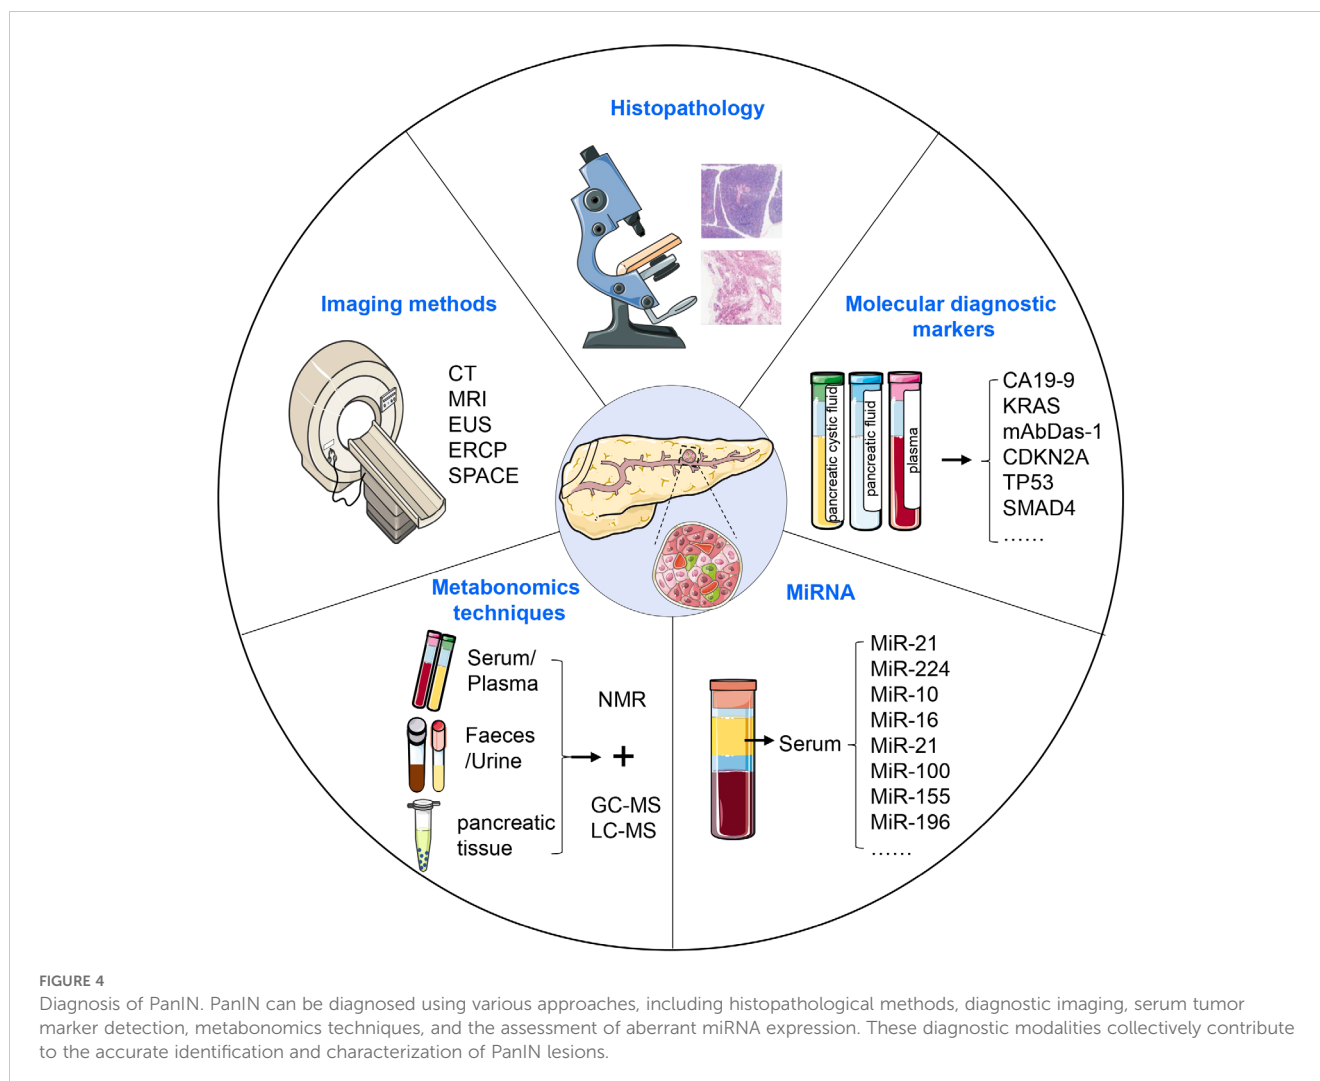 Histopathology
Imaging methods
CT
MRI
EUS
ERCP
SPACE
Molecular diagnostic
markers
pancreatic cystic fluid
pancreatic fluid
plasma
CA19-9
KRAS
mAbDas-1
CDKN2A
TP53
SMAD4
......
Metabonomics
techniques
Serum/
Plasma
Faeces
/Urine
pancreatic
tissue
NMR
+
GC-MS
LC-MS
MiRNA
Serum
MiR-21
MiR-224
MiR-10
MiR-16
MiR-21
MiR-100
MiR-155
MiR-196
......
FIGURE 4
Diagnosis of PanIN. PanIN can be diagnosed using various approaches, including histopathological methods, diagnostic imaging, serum tumor
marker detection, metabonomics techniques, and the assessment of aberrant miRNA expression. These diagnostic modalities collectively contribute
to the accurate identification and characterization of PanIN lesions.